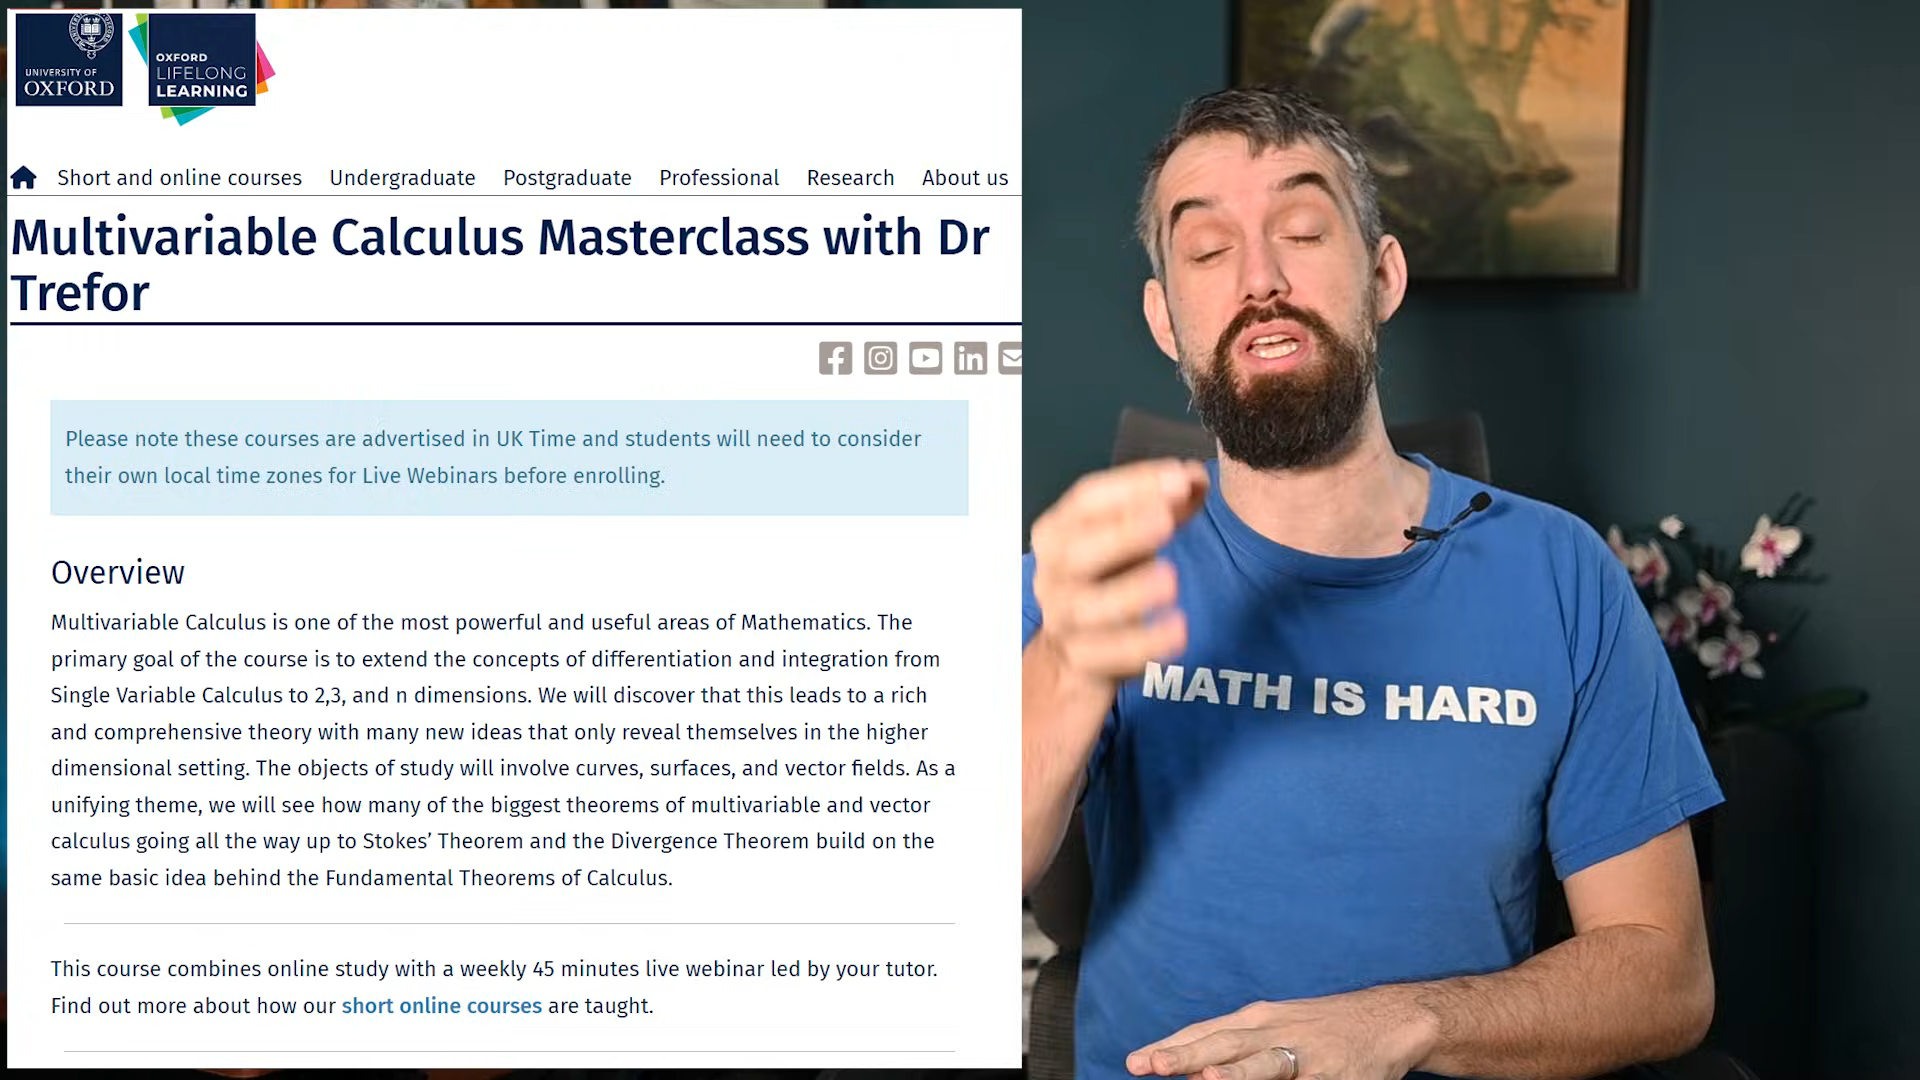 UNIVERSITY OF
OXFORD
OXFORD
LIFELONG
LEARNING
Short and online courses Undergraduate Postgraduate Professional Research About us
Multivariable Calculus Masterclass with Dr
Trefor
Please note these courses are advertised in UK Time and students will need to consider
their own local time zones for Live Webinars before enrolling.
Overview
Multivariable Calculus is one of the most powerful and useful areas of Mathematics. The
primary goal of the course is to extend the concepts of differentiation and integration from
Single Variable Calculus to 2,3, and n dimensions. We will discover that this leads to a rich
and comprehensive theory with many new ideas that only reveal themselves in the higher
dimensional setting. The objects of study will involve curves, surfaces, and vector fields. As a
unifying theme, we will see how many of the biggest theorems of multivariable and vector
calculus going all the way up to Stokes’ Theorem and the Divergence Theorem build on the
same basic idea behind the Fundamental Theorems of Calculus.
This course combines online study with a weekly 45 minutes live webinar led by your tutor.
Find out more about how our short online courses are taught.
MATH IS HARD